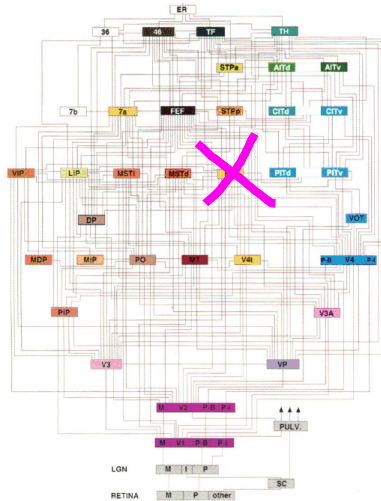 ER
36 46 TF TH
STPa AITd AITv
7b 7a FEF STPp CITd CITv
VIP LIP MSTl MSTd PITd PITv
DP VOT
MDP MIP PO MT V4t P-B V4 P-I
PIP V3A
V3 VP
M V2 P-B P-I
PULV.
M V1 P-B P-I
LGN M I P
SC
RETINA M P other